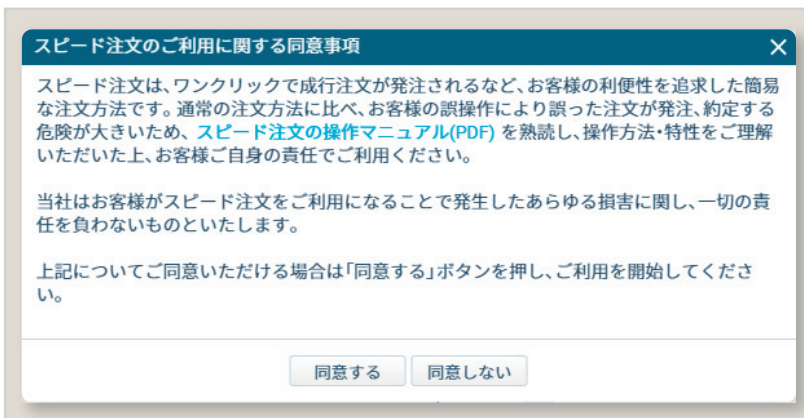 スピード注文のご利用に関する同意事項
スピード注文は、ワンクリックで成行注文が発注されるなど、お客様の利便性を追求した簡易
な注文方法です。通常の注文方法に比べ、お客様の誤操作により誤った注文が発注、約定する
危険が大きいため、 スピード注文の操作マニュアル(PDF) を熟読し、操作方法・特性をご理解
いただいた上、お客様ご自身の責任でご利用ください。
当社はお客様がスピード注文をご利用になることで発生したあらゆる損害に関し、一切の責
任を負わないものといたします。
上記についてご同意いただける場合は「同意する」ボタンを押し、ご利用を開始してくださ
い。
同意する 同意しない